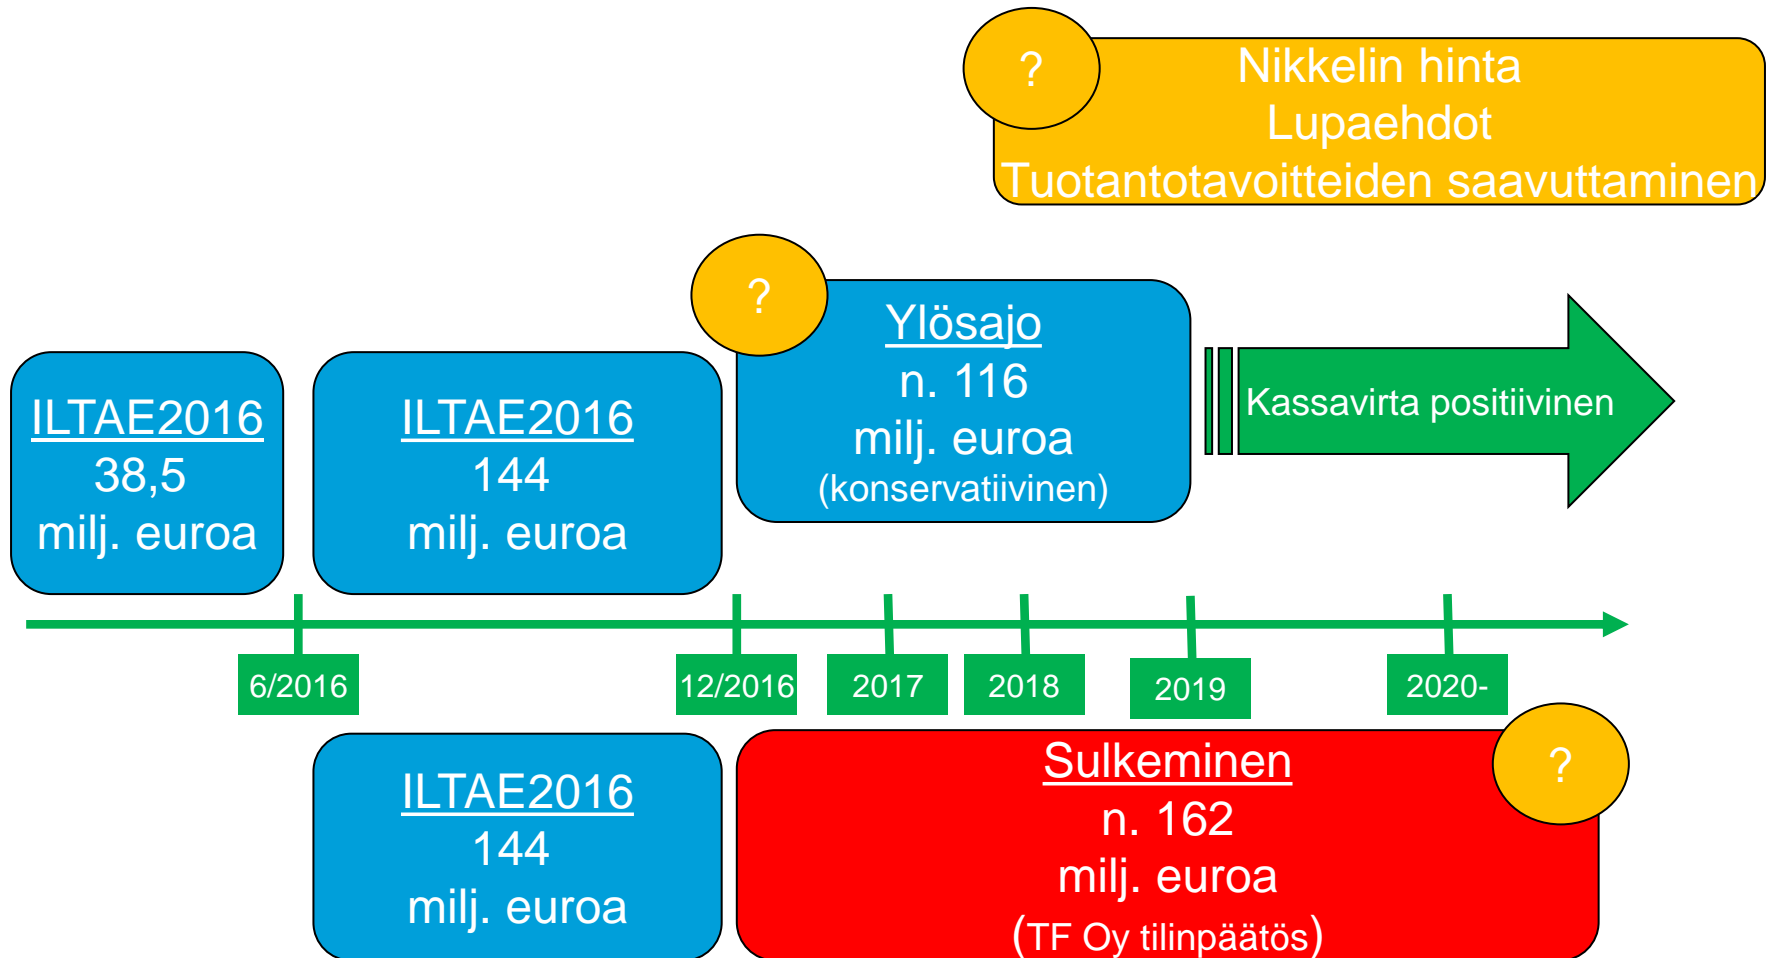 ?
Nikkelin hinta
Lupaehdot
Tuotantotavoitteiden saavuttaminen
?
Ylösajo
n. 116
milj. euroa
(konservatiivinen)
ILTAE2016
38,5
milj. euroa
ILTAE2016
144
milj. euroa
Kassavirta positiivinen
6/2016
12/2016
2017
2018
2019
2020-
ILTAE2016
144
milj. euroa
Sulkeminen
n. 162
milj. euroa
(TF Oy tilinpäätös)
?